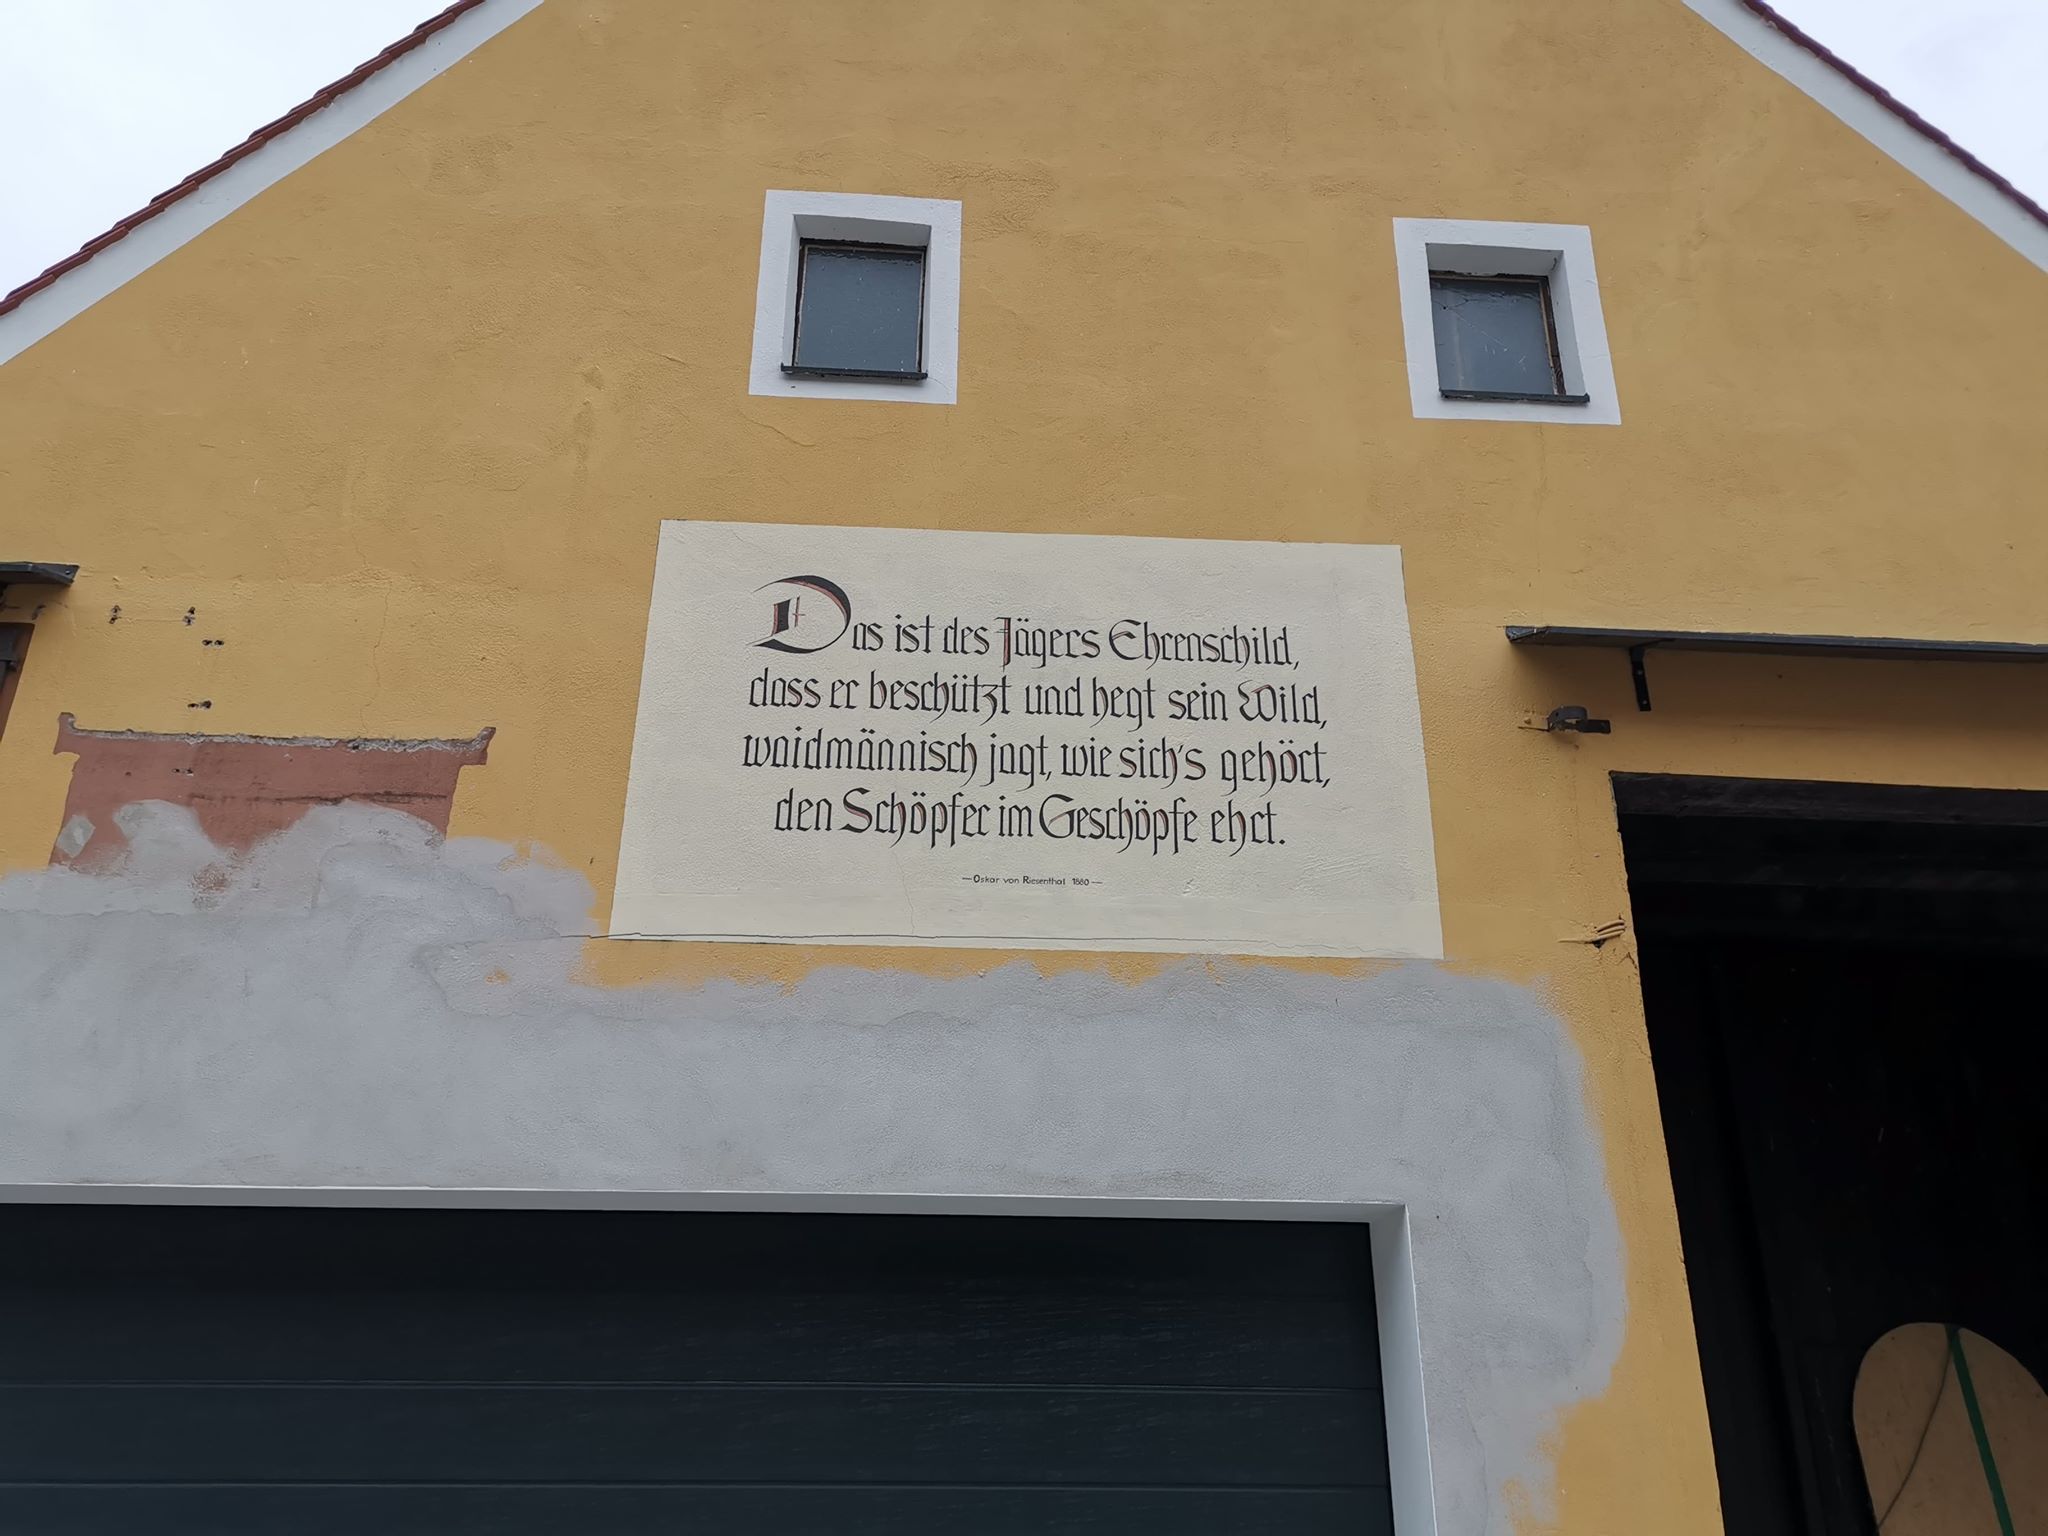 Das ist des Jägers Ehrenschild,
dass er beschützt und hegt sein Wild,
waidmännisch jagt, wie sich's gehört,
den Schöpfer im Geschöpfe ehrt.
— Oskar von Riesenthal 1880 —